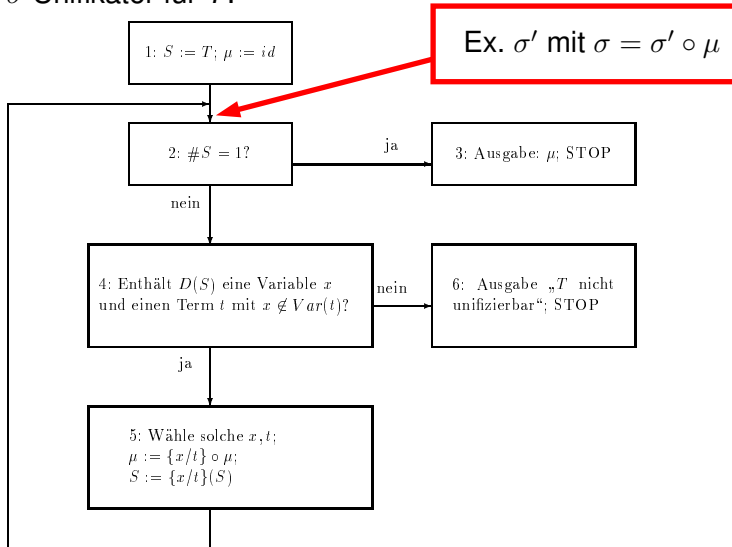 σ Unifikator für T.
Ex. σ′ mit σ = σ′ ∘ μ
1: S := T; μ := id
2: #S = 1?
ja
3: Ausgabe: μ; STOP
nein
4: Enthält D(S) eine Variable x
und einen Term t mit x ∉ Var(t)?
nein
6: Ausgabe „T nicht
unifizierbar“; STOP
ja
5: Wähle solche x, t;
μ := {x/t} ∘ μ;
S := {x/t}(S)